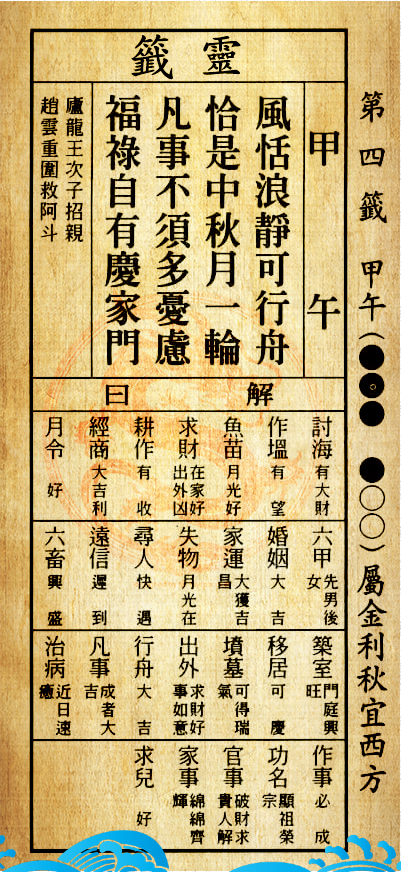 第四籤 甲午(●◉● ●○○)屬金利秋宜西方
靈籤
甲午
風恬浪靜可行舟
恰是中秋月一輪
凡事不須多憂慮
福祿自有慶家門
廬龍王次子招親
趙雲重圍救阿斗
解曰
討海 有大財
作塭 有望
魚苗 月光好
求財 在家好出外凶
耕作 有收
經商 大吉利
月令 好
六甲 先男後女
婚姻 大吉
家運 大獲吉昌
失物 月光在
尋人 快遇
遠信 遲到
六畜 興盛
築室 門庭興旺
移居 可慶
墳墓 可得瑞氣
出外 求財好事如意
行舟 大吉
凡事 成者大吉
治病 近日速癒
作事 必成
功名 顯祖榮宗
官事 破財求貴人解
家事 綿綿齊輝
求兒 好